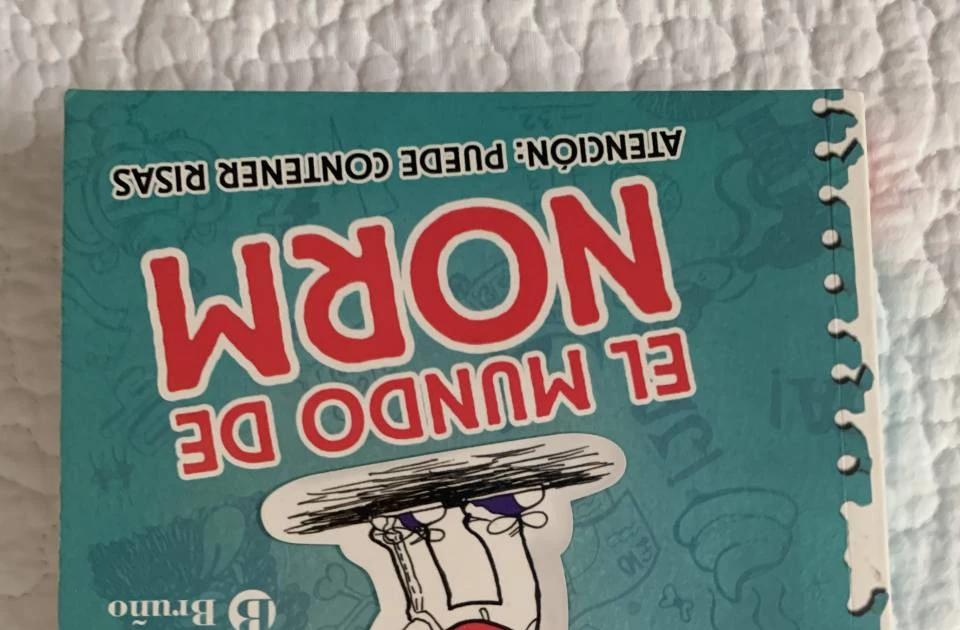 Bruño
EL MUNDO DE
NORM
ATENCIÓN: PUEDE CONTENER RISAS